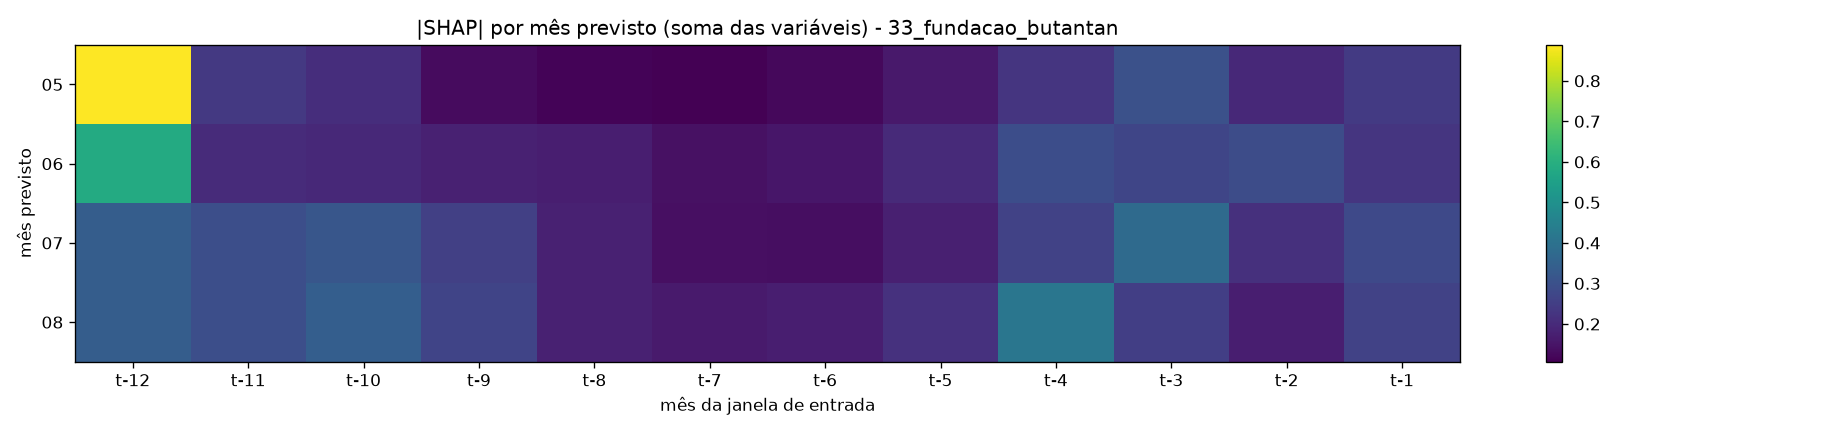 |SHAP| por mês previsto (soma das variáveis) - 33_fundacao_butantan
mês previsto
05
06
07
08
t-12 t-11 t-10 t-9 t-8 t-7 t-6 t-5 t-4 t-3 t-2 t-1
mês da janela de entrada
0.8
0.7
0.6
0.5
0.4
0.3
0.2